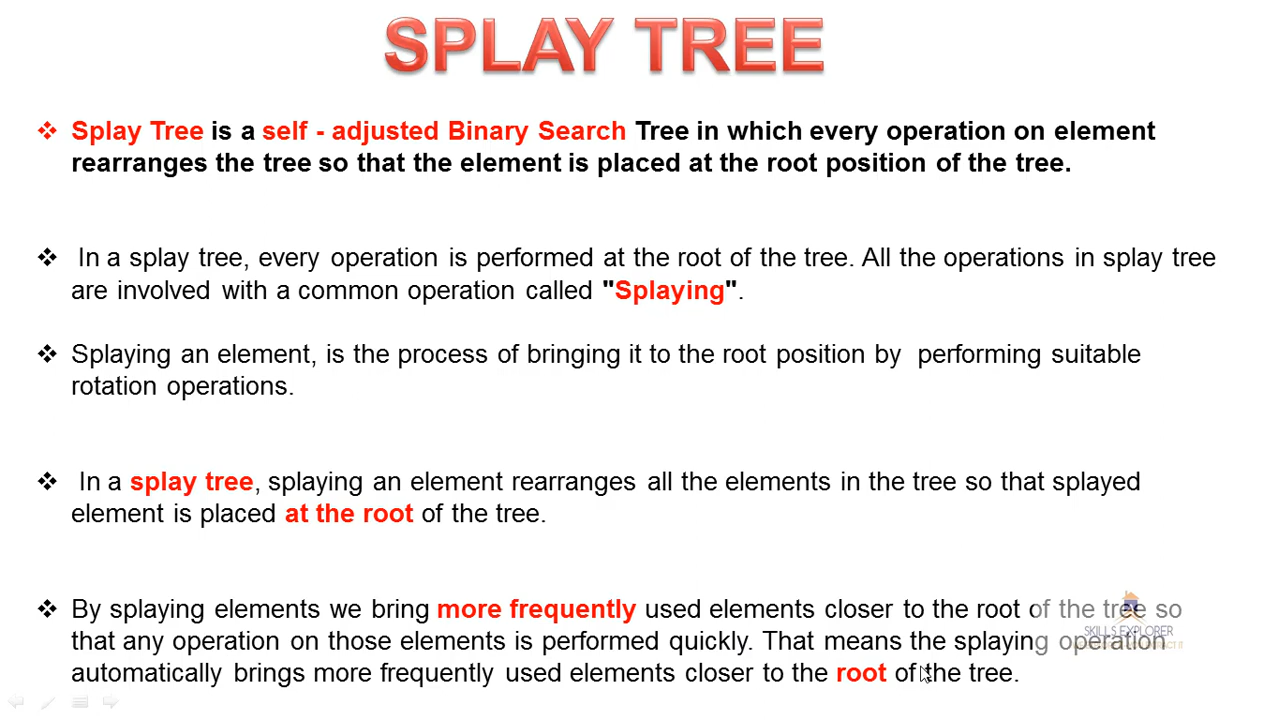 SPLAY TREE
❖ Splay Tree is a self - adjusted Binary Search Tree in which every operation on element
rearranges the tree so that the element is placed at the root position of the tree.
❖ In a splay tree, every operation is performed at the root of the tree. All the operations in splay tree
are involved with a common operation called "Splaying".
❖ Splaying an element, is the process of bringing it to the root position by performing suitable
rotation operations.
❖ In a splay tree, splaying an element rearranges all the elements in the tree so that splayed
element is placed at the root of the tree.
❖ By splaying elements we bring more frequently used elements closer to the root of the tree so
that any operation on those elements is performed quickly. That means the splaying operation
automatically brings more frequently used elements closer to the root of the tree.
SKILLS EXPLORER